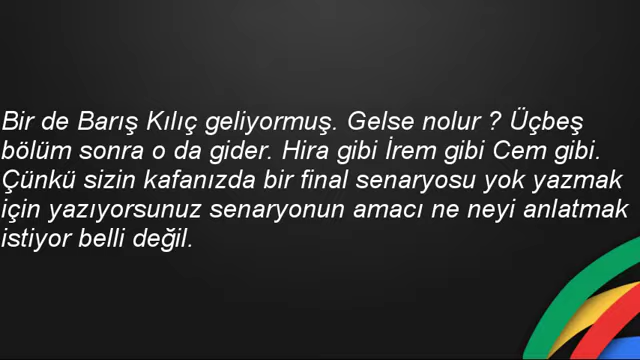 Bir de Barış Kılıç geliyormuş. Gelse nolur ? Üçbeş
bölüm sonra o da gider. Hira gibi İrem gibi Cem gibi.
Çünkü sizin kafanızda bir final senaryosu yok yazmak
için yazıyorsunuz senaryonun amacı ne neyi anlatmak
istiyor belli değil.